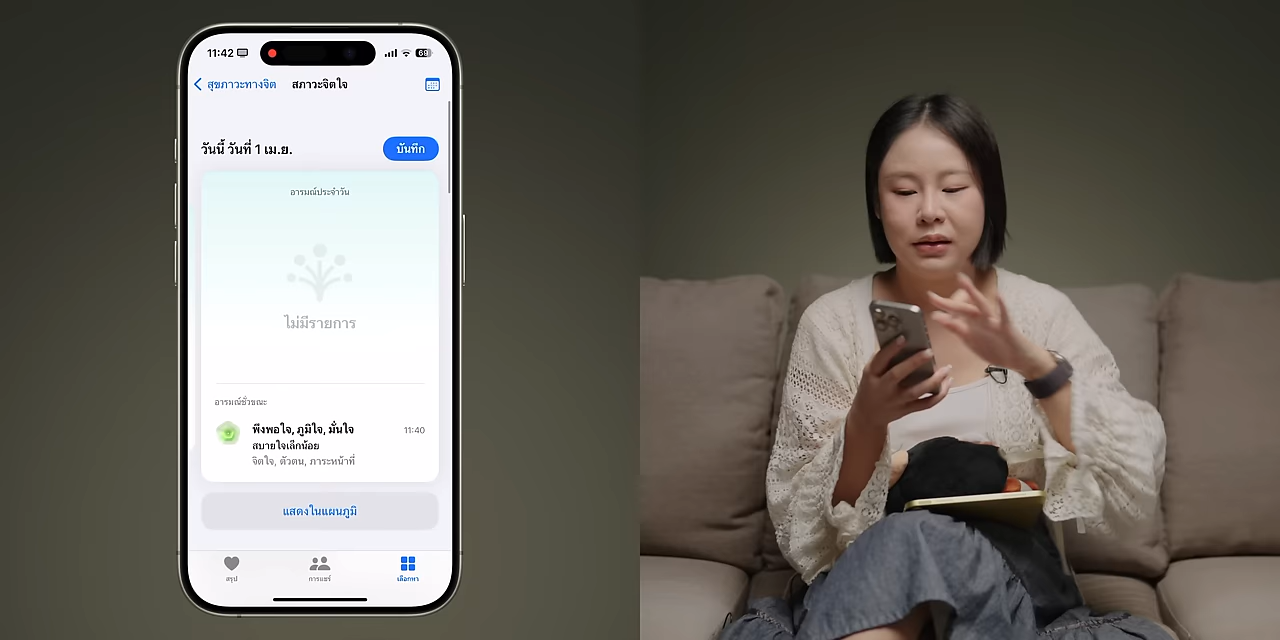 11:42
69
สุขภาวะทางจิต
สภาวะจิตใจ
วันนี้ วันที่ 1 เม.ย.
บันทึก
อารมณ์ประจำวัน
ไม่มีรายการ
อารมณ์ชั่วขณะ
พึงพอใจ, ภูมิใจ, มั่นใจ
11:40
สบายใจเล็กน้อย
จิตใจ, ตัวตน, ภาระหน้าที่
แสดงในแผนภูมิ
สรุป
การแชร์
เลือกหา